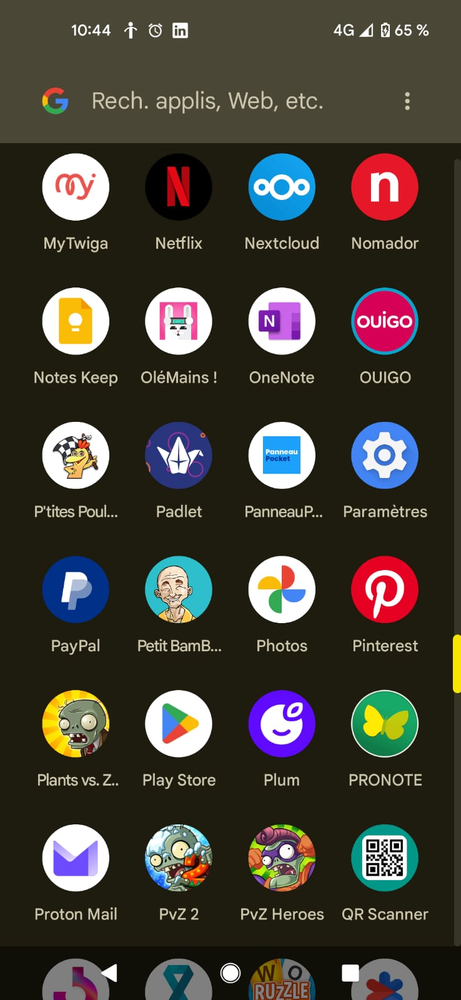 10:44 4G 65 %
Rech. applis, Web, etc.
my N n
MyTwiga Netflix Nextcloud Nomador
N OUIGO
Notes Keep OléMains ! OneNote OUIGO
Panneau
Pocket
P'tites Poul... Padlet PanneauP... Paramètres
PayPal Petit BamB... Photos Pinterest
Plants vs. Z.. Play Store Plum PRONOTE
2
Proton Mail PvZ 2 PvZ Heroes QR Scanner
W O
RUZZLE